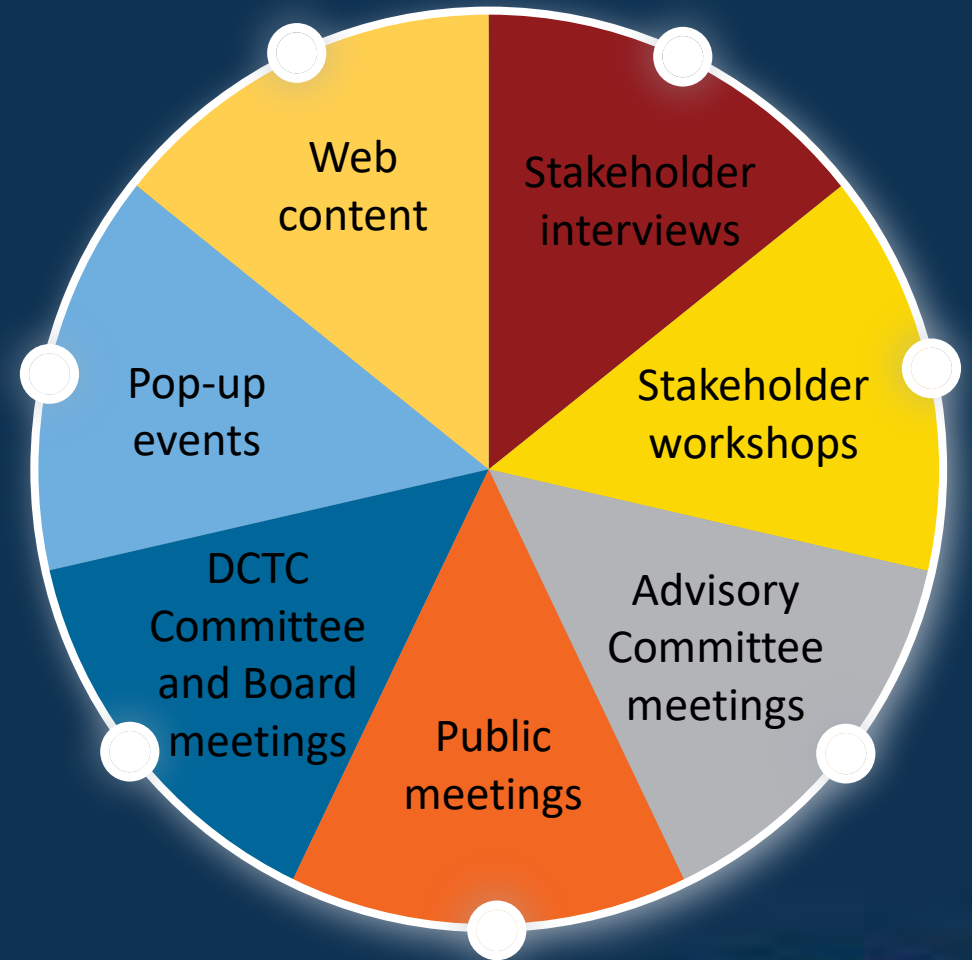 Web
content
Stakeholder
interviews
Stakeholder
workshops
Advisory
Committee
meetings
Public
meetings
DCTC
Committee
and Board
meetings
Pop-up
events